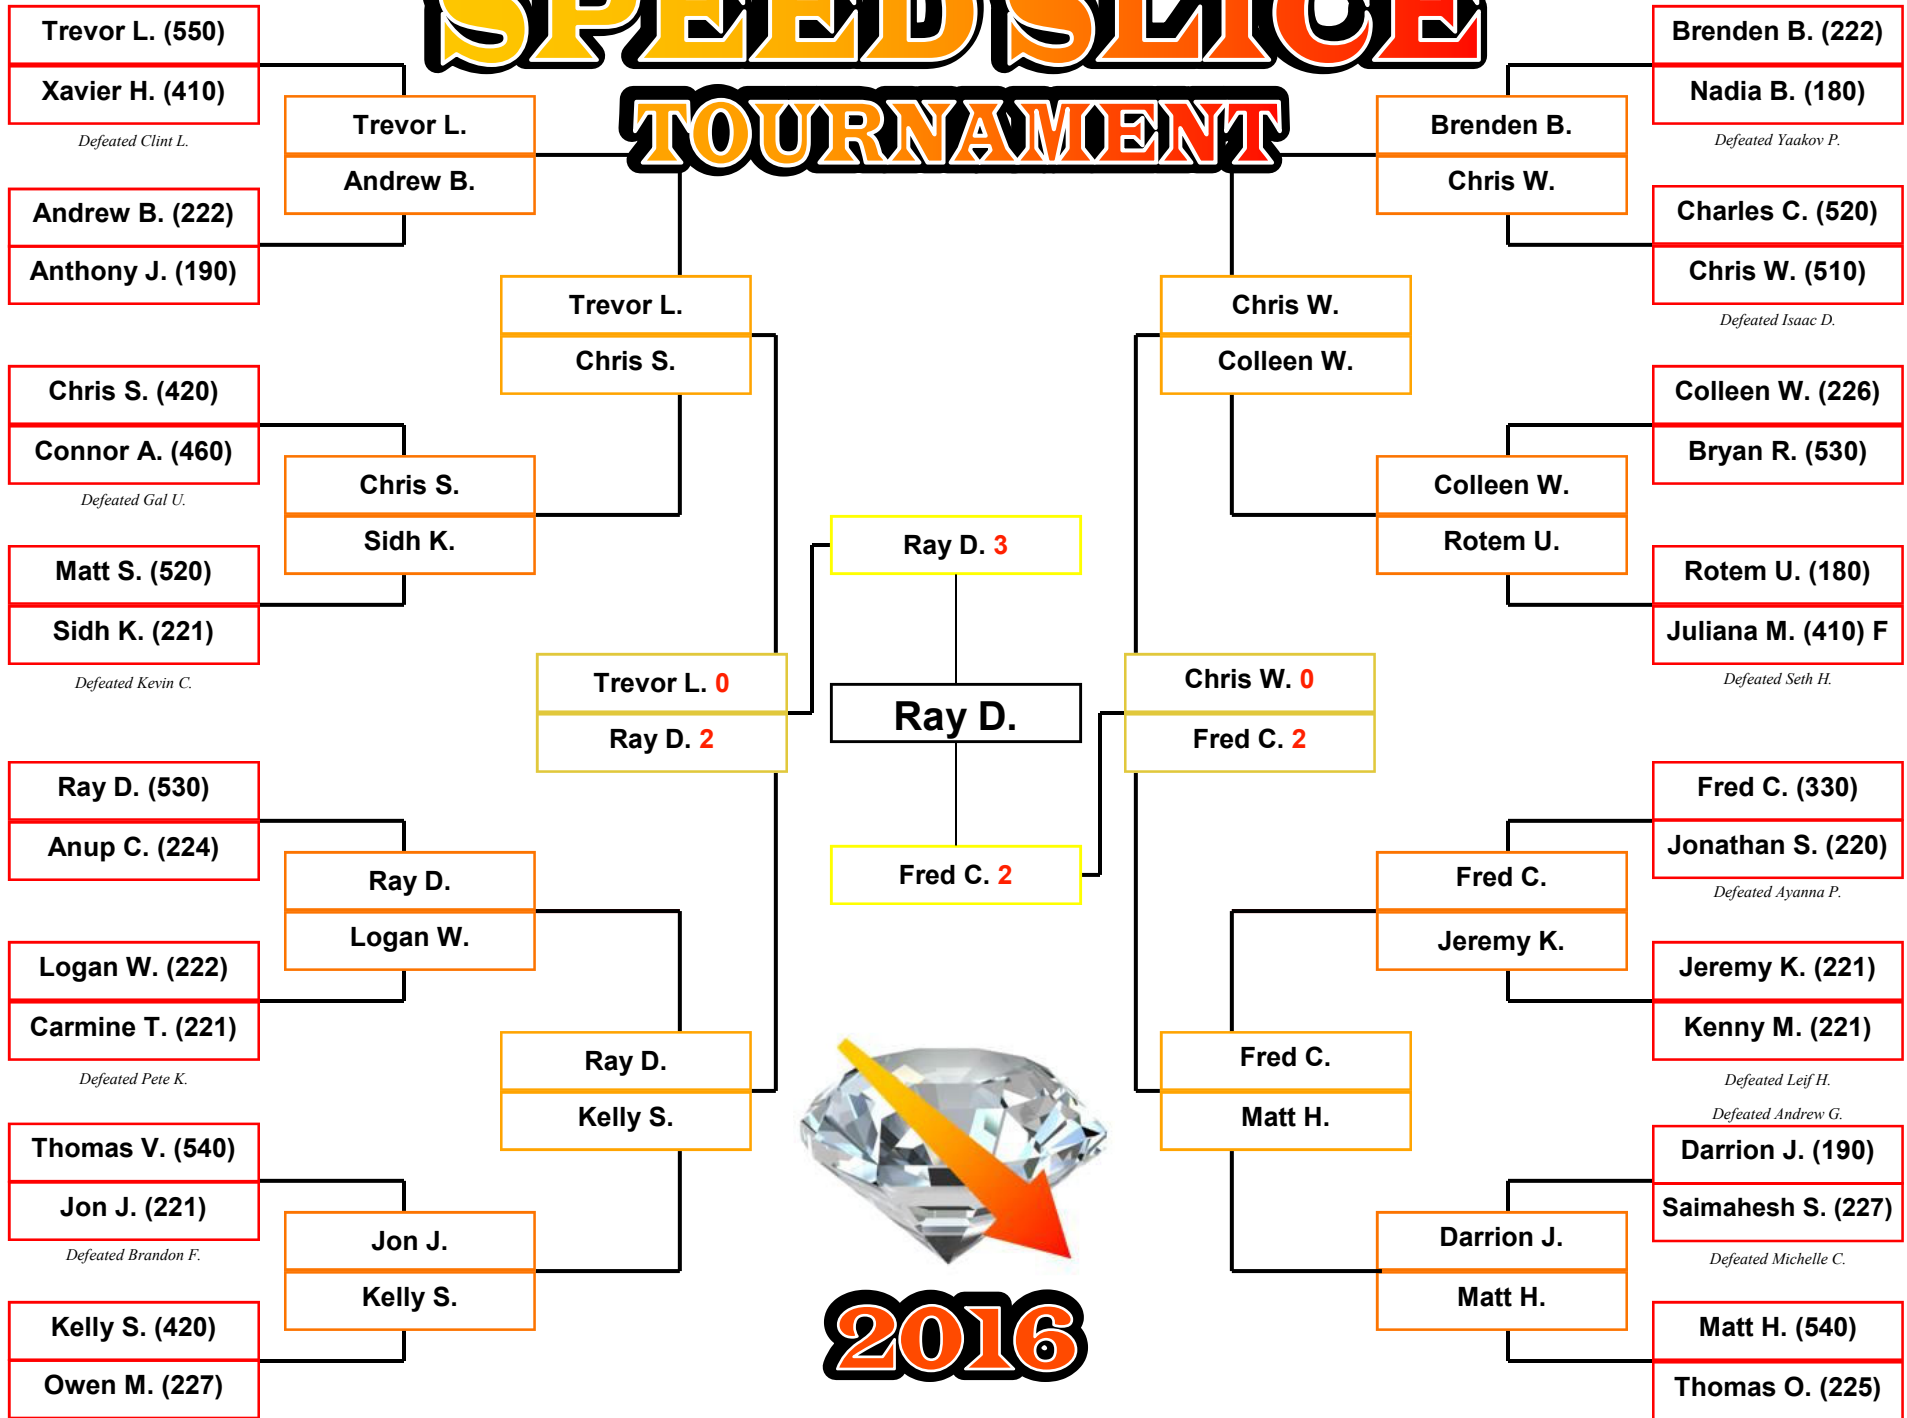 SPEED SLICE
TOURNAMENT
Trevor L. (550)
Xavier H. (410)
Defeated Clint L.
Andrew B. (222)
Anthony J. (190)
Chris S. (420)
Connor A. (460)
Defeated Gal U.
Matt S. (520)
Sidh K. (221)
Defeated Kevin C.
Ray D. (530)
Anup C. (224)
Logan W. (222)
Carmine T. (221)
Defeated Pete K.
Thomas V. (540)
Jon J. (221)
Defeated Brandon F.
Kelly S. (420)
Owen M. (227)
Trevor L.
Andrew B.
Chris S.
Sidh K.
Ray D.
Logan W.
Jon J.
Kelly S.
Trevor L.
Chris S.
Ray D.
Kelly S.
Trevor L. 0
Ray D. 2
Ray D. 3
Ray D.
Fred C. 2
Chris W. 0
Fred C. 2
Chris W.
Colleen W.
Fred C.
Matt H.
Brenden B.
Chris W.
Colleen W.
Rotem U.
Fred C.
Jeremy K.
Darrion J.
Matt H.
Brenden B. (222)
Nadia B. (180)
Defeated Yaakov P.
Charles C. (520)
Chris W. (510)
Defeated Isaac D.
Colleen W. (226)
Bryan R. (530)
Rotem U. (180)
Juliana M. (410) F
Defeated Seth H.
Fred C. (330)
Jonathan S. (220)
Defeated Ayanna P.
Jeremy K. (221)
Kenny M. (221)
Defeated Leif H.
Defeated Andrew G.
Darrion J. (190)
Saimahesh S. (227)
Defeated Michelle C.
Matt H. (540)
Thomas O. (225)
2016